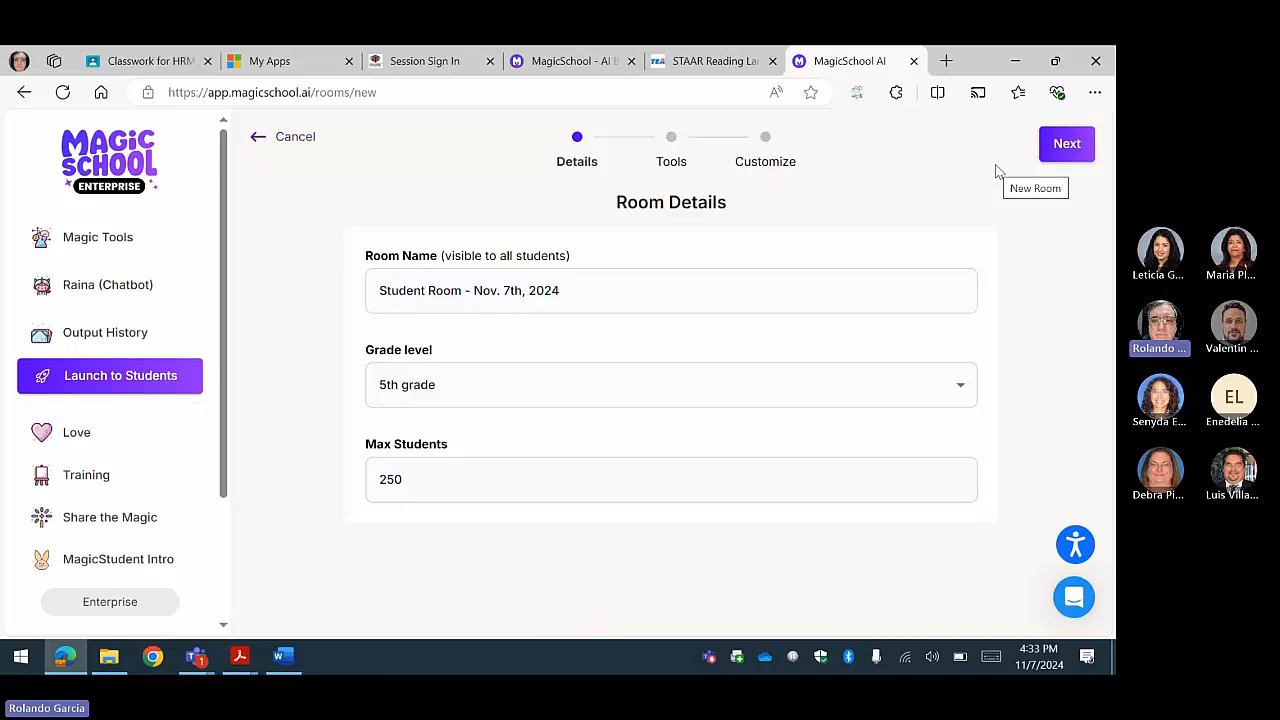 Classwork for HRM
My Apps
Session Sign In
MagicSchool - AI B
TEA
STAAR Reading La
MagicSchool AI
https://app.magicschool.ai/rooms/new
MAGIC
SCHOOL
ENTERPRISE
Magic Tools
Raina (Chatbot)
Output History
Launch to Students
Love
Training
Share the Magic
MagicStudent Intro
Enterprise
Cancel
Details
Tools
Customize
Next
New Room
Room Details
Room Name (visible to all students)
Student Room - Nov. 7th, 2024
Grade level
5th grade
Max Students
250
Leticia G...
Maria Pl...
Rolando ...
Valentin ...
Senyda E...
EL
Enedelia ...
Debra Pi...
Luis Villa...
4:33 PM
11/7/2024
Rolando Garcia